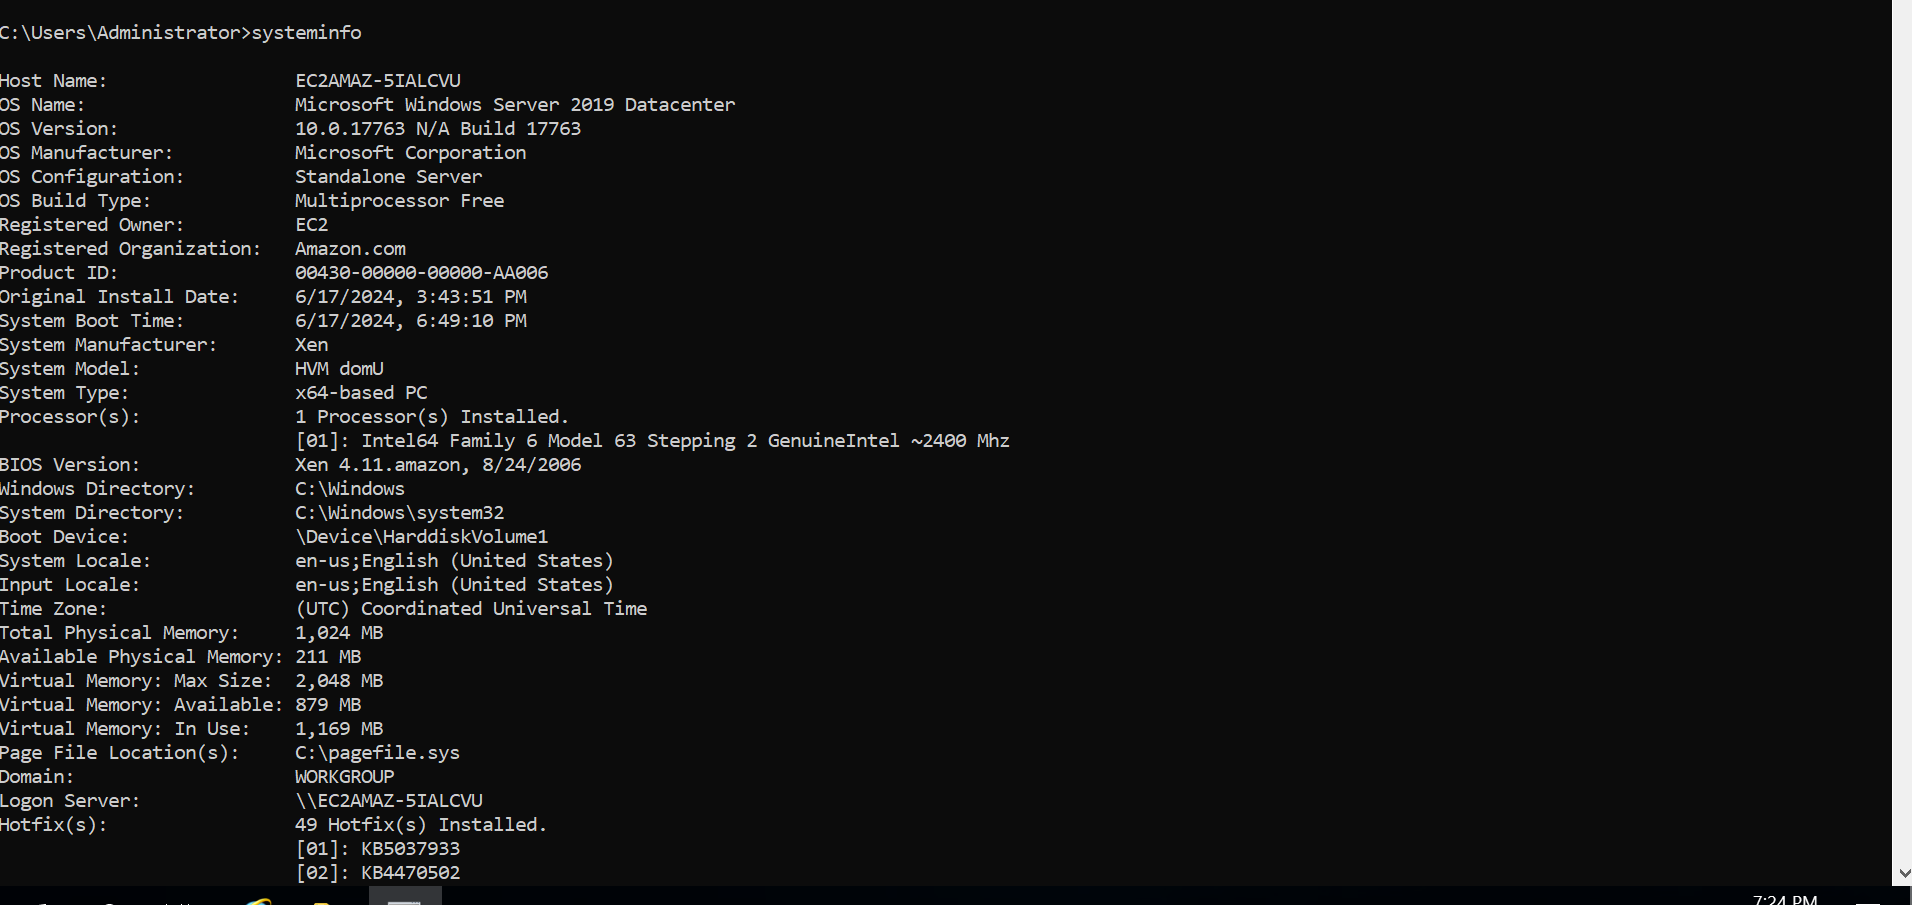 C:\Users\Administrator>systeminfo
Host Name: EC2AMAZ-5IALCVU
OS Name: Microsoft Windows Server 2019 Datacenter
OS Version: 10.0.17763 N/A Build 17763
OS Manufacturer: Microsoft Corporation
OS Configuration: Standalone Server
OS Build Type: Multiprocessor Free
Registered Owner: EC2
Registered Organization: Amazon.com
Product ID: 00430-00000-00000-AA006
Original Install Date: 6/17/2024, 3:43:51 PM
System Boot Time: 6/17/2024, 6:49:10 PM
System Manufacturer: Xen
System Model: HVM domU
System Type: x64-based PC
Processor(s): 1 Processor(s) Installed.
[01]: Intel64 Family 6 Model 63 Stepping 2 GenuineIntel ~2400 Mhz
BIOS Version: Xen 4.11.amazon, 8/24/2006
Windows Directory: C:\Windows
System Directory: C:\Windows\system32
Boot Device: \Device\HarddiskVolume1
System Locale: en-us;English (United States)
Input Locale: en-us;English (United States)
Time Zone: (UTC) Coordinated Universal Time
Total Physical Memory: 1,024 MB
Available Physical Memory: 211 MB
Virtual Memory: Max Size: 2,048 MB
Virtual Memory: Available: 879 MB
Virtual Memory: In Use: 1,169 MB
Page File Location(s): C:\pagefile.sys
Domain: WORKGROUP
Logon Server: \\EC2AMAZ-5IALCVU
Hotfix(s): 49 Hotfix(s) Installed.
[01]: KB5037933
[02]: KB4470502
7:24 PM